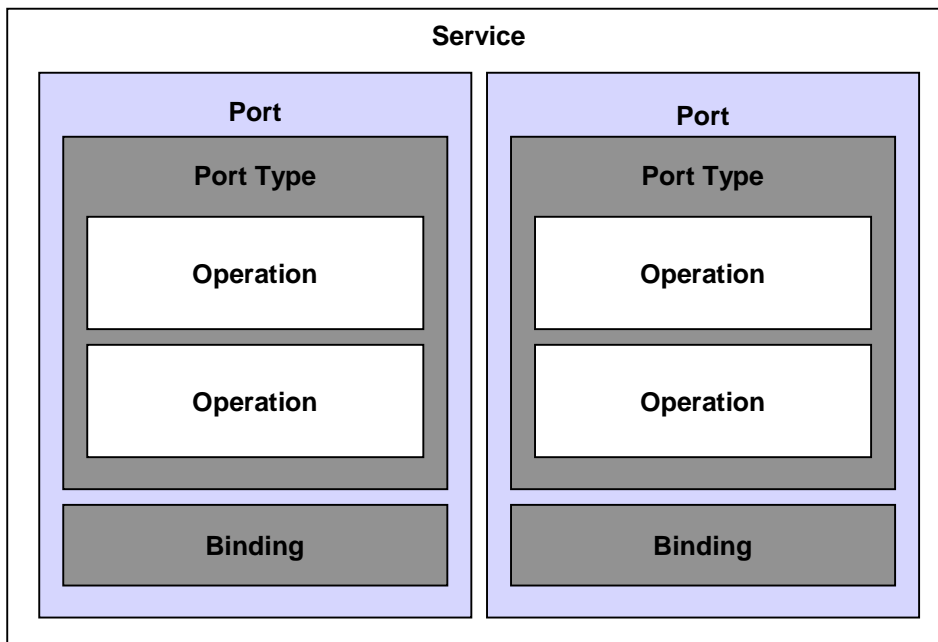 Service
Port
Port Type
Operation
Operation
Binding
Port
Port Type
Operation
Operation
Binding